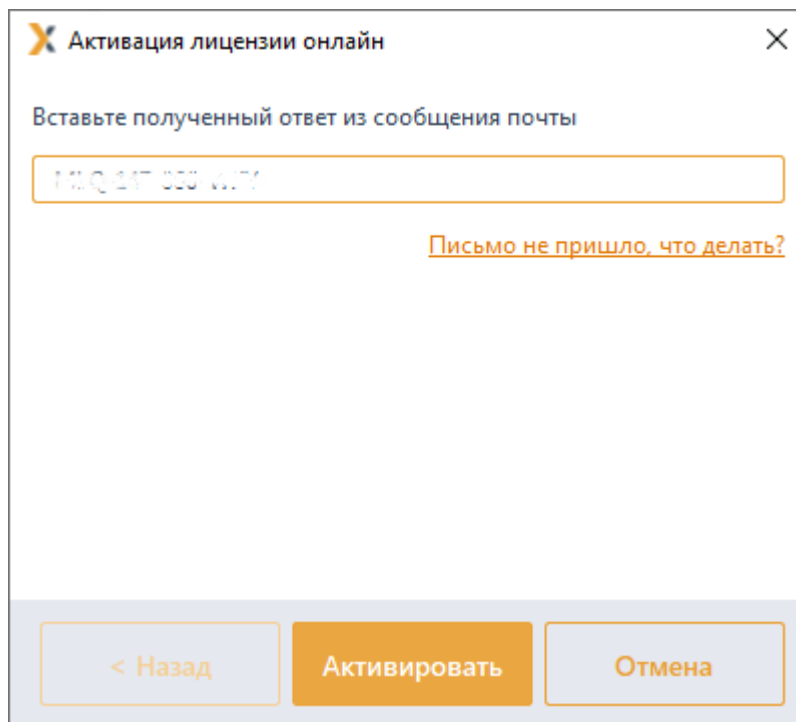 Активация лицензии онлайн
Вставьте полученный ответ из сообщения почты
Письмо не пришло, что делать?
< Назад
Активировать
Отмена